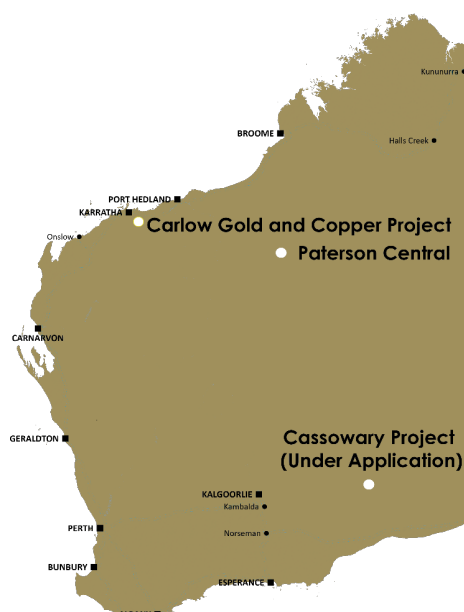 Kununurra
BROOME
Halls Creek
PORT HEDLAND
KARRATHA
Carlow Gold and Copper Project
Onslow
Paterson Central
CARNARVON
GERALDTON
Cassowary Project
(Under Application)
KALGOORLIE
Kambalda
PERTH
Norseman
BUNBURY
ESPERANCE